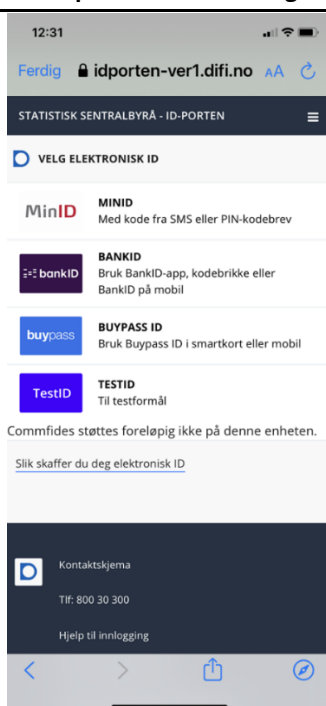 12:31
Ferdig idporten-ver1.difi.no AA
STATISTISK SENTRALBYRÅ - ID-PORTEN
VELG ELEKTRONISK ID
MinID
MINID
Med kode fra SMS eller PIN-kodebrev
bankID
BANKID
Bruk BankID-app, kodebrikke eller
BankID på mobil
buypass
BUYPASS ID
Bruk Buypass ID i smartkort eller mobil
TestID
TESTID
Til testformål
Commfides støttes foreløpig ikke på denne enheten.
Slik skaffer du deg elektronisk ID
Kontaktskjema
Tlf: 800 30 300
Hjelp til innlogging